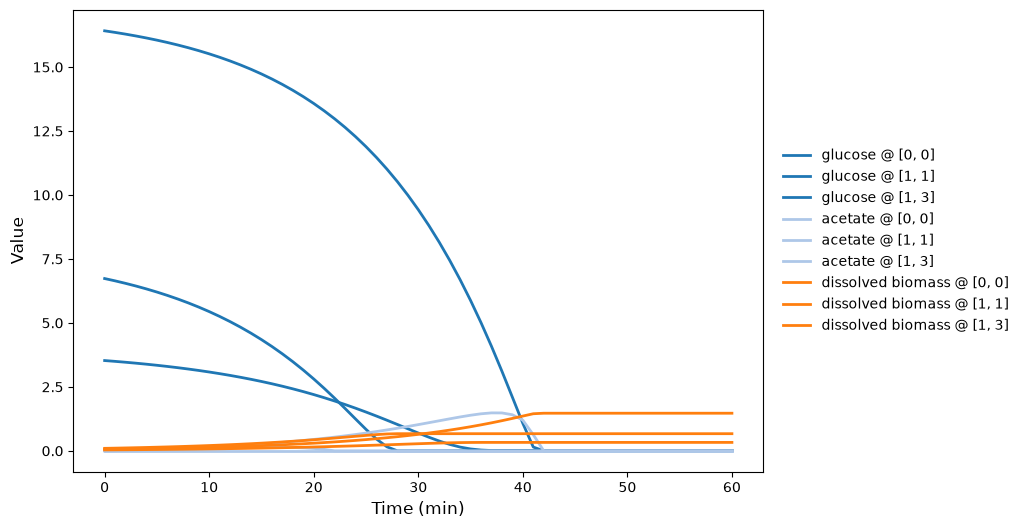 15.0
12.5
10.0
7.5
5.0
2.5
0.0
Value
0 10 20 30 40 50 60
Time (min)
glucose @ [0, 0]
glucose @ [1, 1]
glucose @ [1, 3]
acetate @ [0, 0]
acetate @ [1, 1]
acetate @ [1, 3]
dissolved biomass @ [0, 0]
dissolved biomass @ [1, 1]
dissolved biomass @ [1, 3]